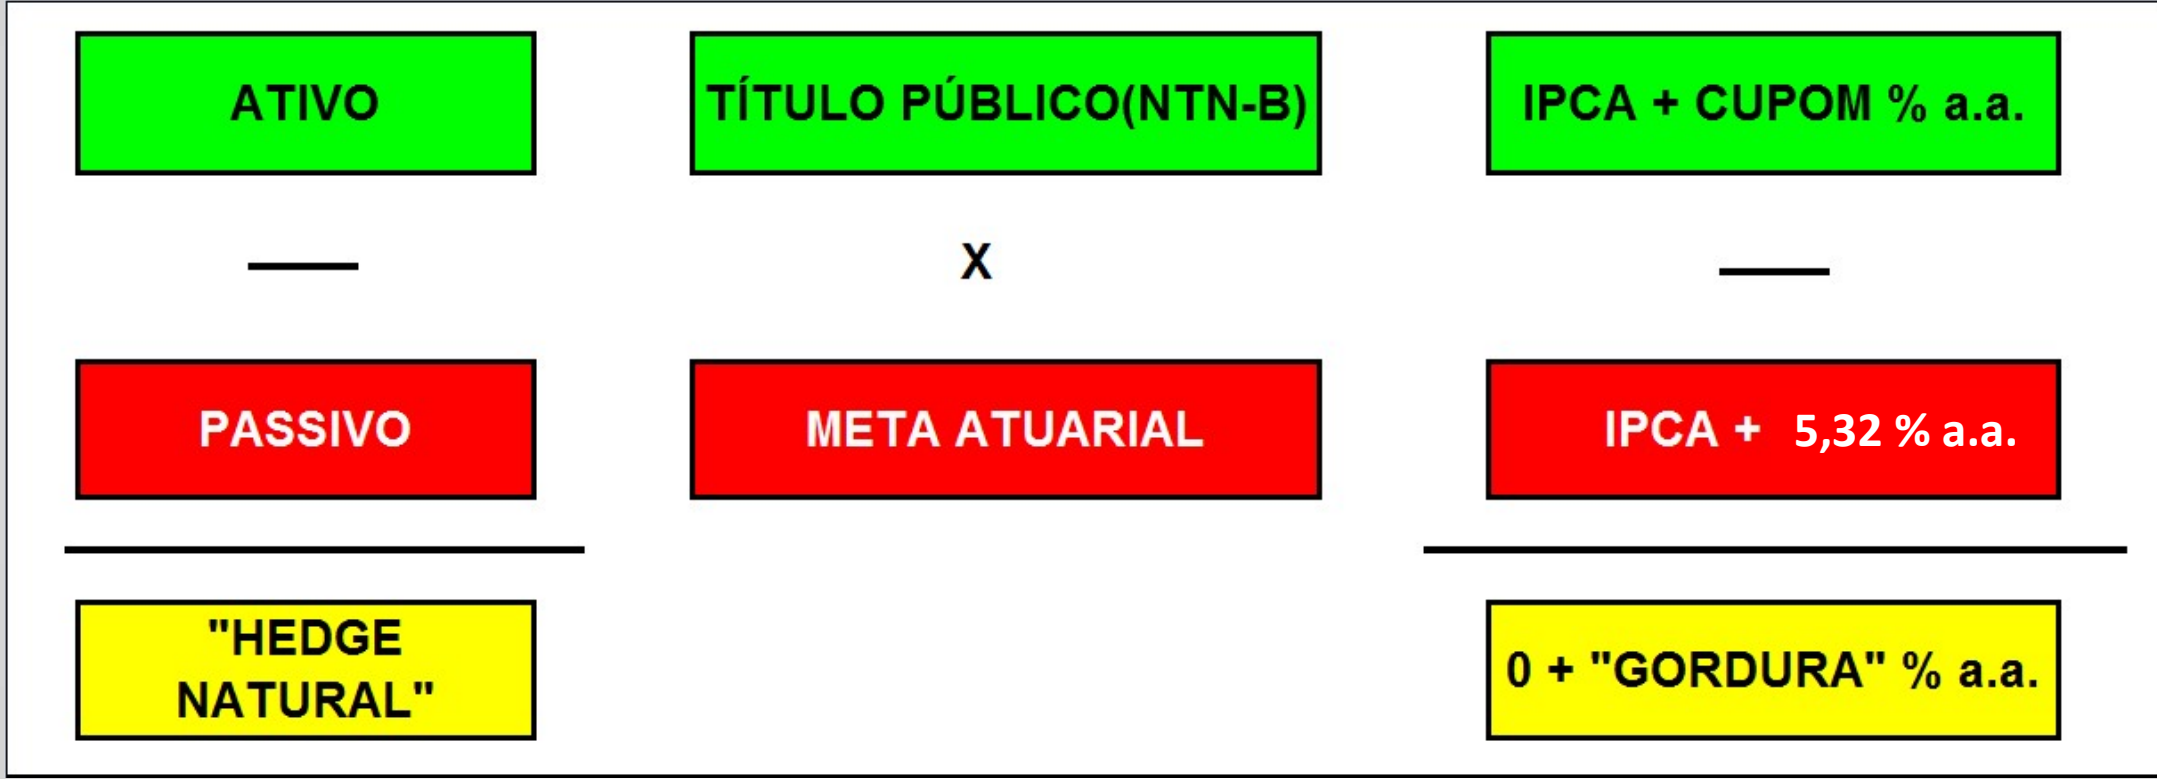 ATIVO
TÍTULO PÚBLICO(NTN-B)
IPCA + CUPOM % a.a.
X
PASSIVO
META ATUARIAL
IPCA + 5,32 % a.a.
"HEDGE
NATURAL"
0 + "GORDURA" % a.a.